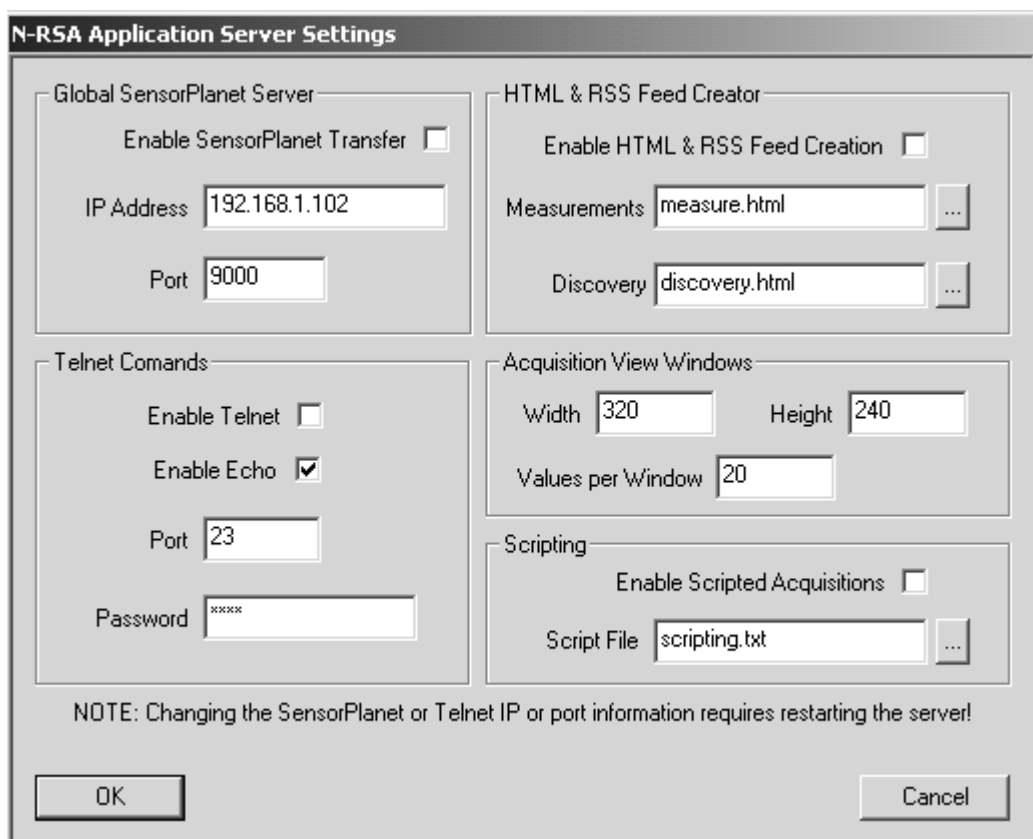 N-RSA Application Server Settings
Global SensorPlanet Server
Enable SensorPlanet Transfer
IP Address 192.168.1.102
Port 9000
HTML & RSS Feed Creator
Enable HTML & RSS Feed Creation
Measurements measure.html ...
Discovery discovery.html ...
Telnet Comands
Enable Telnet
Enable Echo
Port 23
Password ****
Acquisition View Windows
Width 320 Height 240
Values per Window 20
Scripting
Enable Scripted Acquisitions
Script File scripting.txt ...
NOTE: Changing the SensorPlanet or Telnet IP or port information requires restarting the server!
OK Cancel